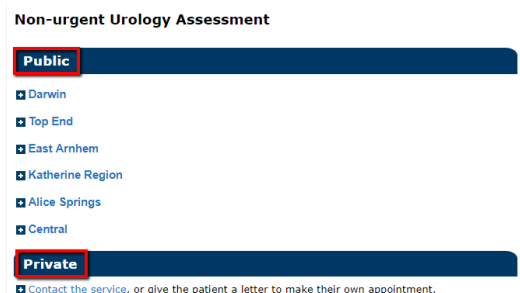 Non-urgent Urology Assessment
Public
Darwin
Top End
East Arnhem
Katherine Region
Alice Springs
Central
Private
Contact the service, or give the patient a letter to make their own appointment.